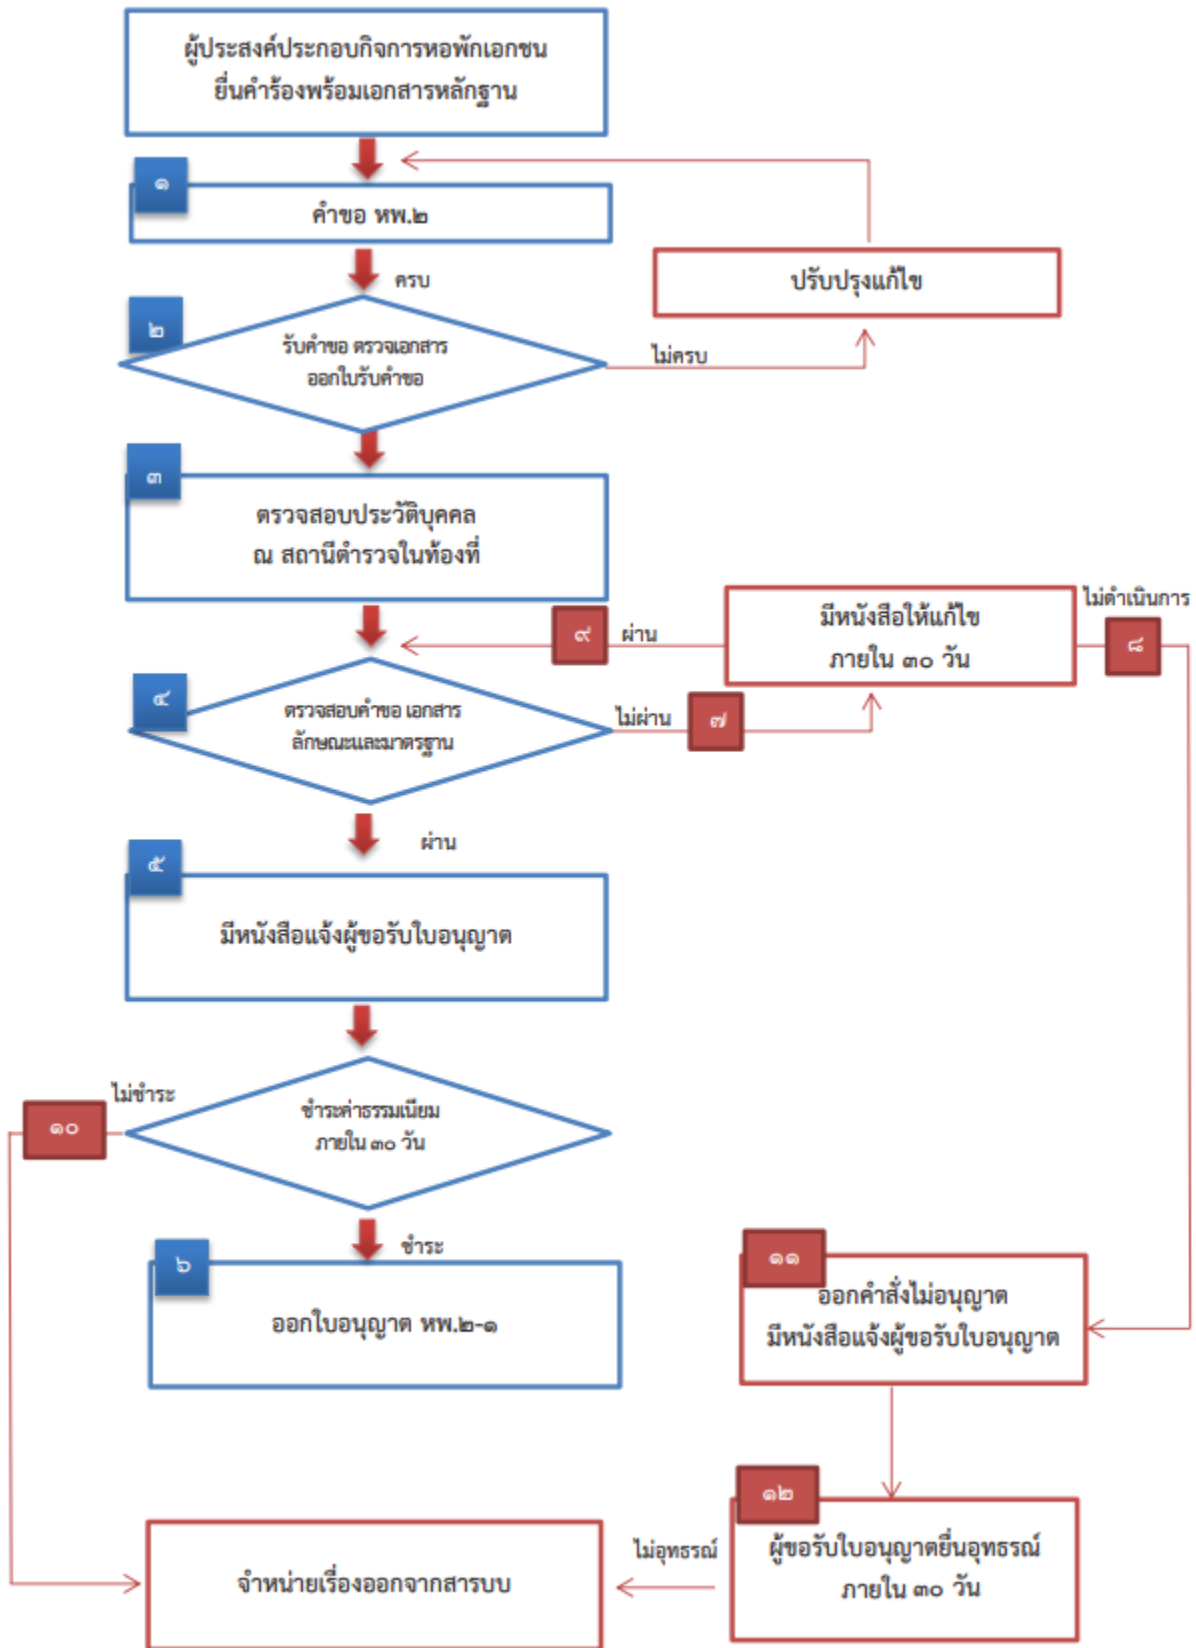 ผู้ประสงค์ประกอบกิจการหอพักเอกชน
ยื่นคำร้องพร้อมเอกสารหลักฐาน
๑
คำขอ หพ.๒
ครบ
ปรับปรุงแก้ไข
๒
รับคำขอ ตรวจเอกสาร
ออกใบรับคำขอ
ไม่ครบ
๓
ตรวจสอบประวัติบุคคล
ณ สถานีตำรวจในท้องที่
ไม่ดำเนินการ
มีหนังสือให้แก้ไข
ภายใน ๓๐ วัน
๘
๙
ผ่าน
๔
ตรวจสอบคำขอ เอกสาร
ลักษณะและมาตรฐาน
ไม่ผ่าน
๗
ผ่าน
๕
มีหนังสือแจ้งผู้ขอรับใบอนุญาต
ไม่ชำระ
๑๐
ชำระค่าธรรมเนียม
ภายใน ๓๐ วัน
ชำระ
๖
ออกใบอนุญาต หพ.๒-๑
๑๑
ออกคำสั่งไม่อนุญาต
มีหนังสือแจ้งผู้ขอรับใบอนุญาต
๑๒
ผู้ขอรับใบอนุญาตยื่นอุทธรณ์
ภายใน ๓๐ วัน
ไม่อุทธรณ์
จำหน่ายเรื่องออกจากสารบบ